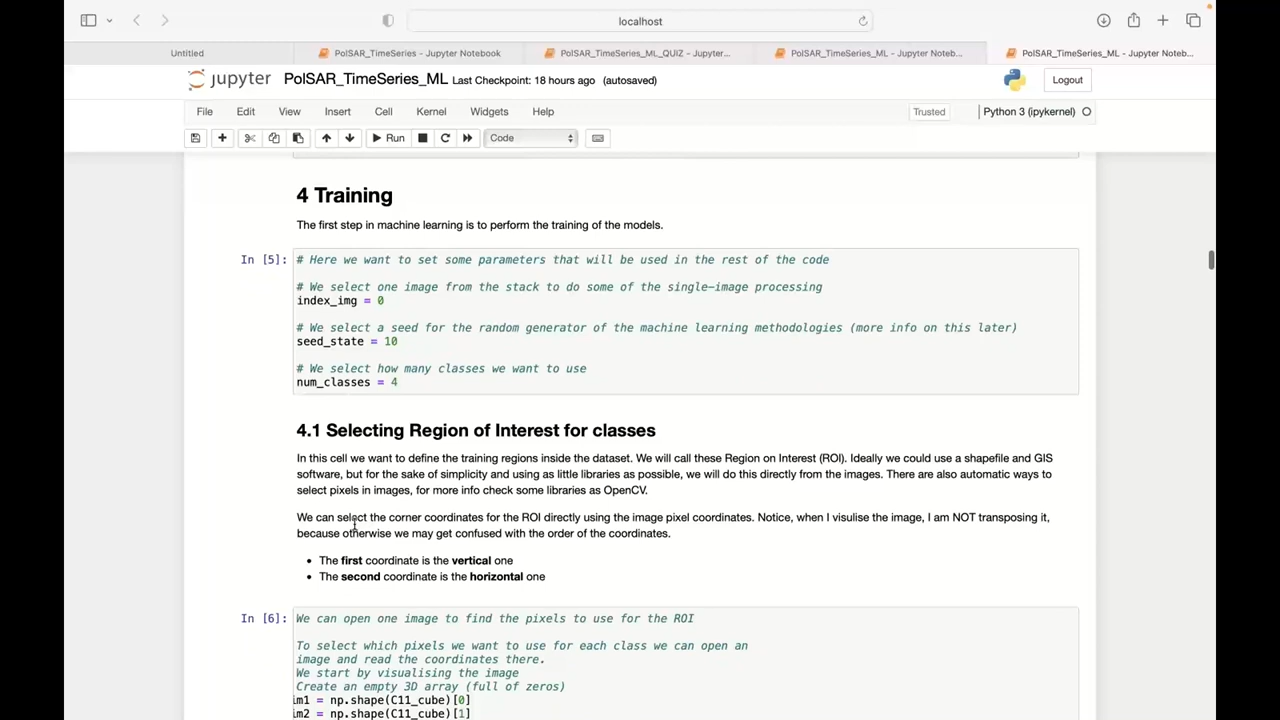 localhost
Untitled
PolSAR_TimeSeries - Jupyter Notebook
PolSAR_TimeSeries_ML_QUIZ - Jupyter...
PolSAR_TimeSeries_ML - Jupyter Noteb...
PolSAR_TimeSeries_ML - Jupyter Noteb...
jupyter PolSAR_TimeSeries_ML Last Checkpoint: 18 hours ago (autosaved)
Logout
File Edit View Insert Cell Kernel Widgets Help
Trusted
Python 3 (ipykernel)
Run
Code
4 Training
The first step in machine learning is to perform the training of the models.
In [5]: # Here we want to set some parameters that will be used in the rest of the code
# We select one image from the stack to do some of the single-image processing
index_img = 0
# We select a seed for the random generator of the machine learning methodologies (more info on this later)
seed_state = 10
# We select how many classes we want to use
num_classes = 4
4.1 Selecting Region of Interest for classes
In this cell we want to define the training regions inside the dataset. We will call these Region on Interest (ROI). Ideally we could use a shapefile and GIS
software, but for the sake of simplicity and using as little libraries as possible, we will do this directly from the images. There are also automatic ways to
select pixels in images, for more info check some libraries as OpenCV.
We can select the corner coordinates for the ROI directly using the image pixel coordinates. Notice, when I visulise the image, I am NOT transposing it,
because otherwise we may get confused with the order of the coordinates.
• The first coordinate is the vertical one
• The second coordinate is the horizontal one
In [6]: We can open one image to find the pixels to use for the ROI
To select which pixels we want to use for each class we can open an
image and read the coordinates there.
We start by visualising the image
Create an empty 3D array (full of zeros)
im1 = np.shape(C11_cube)[0]
im2 = np.shape(C11_cube)[1]